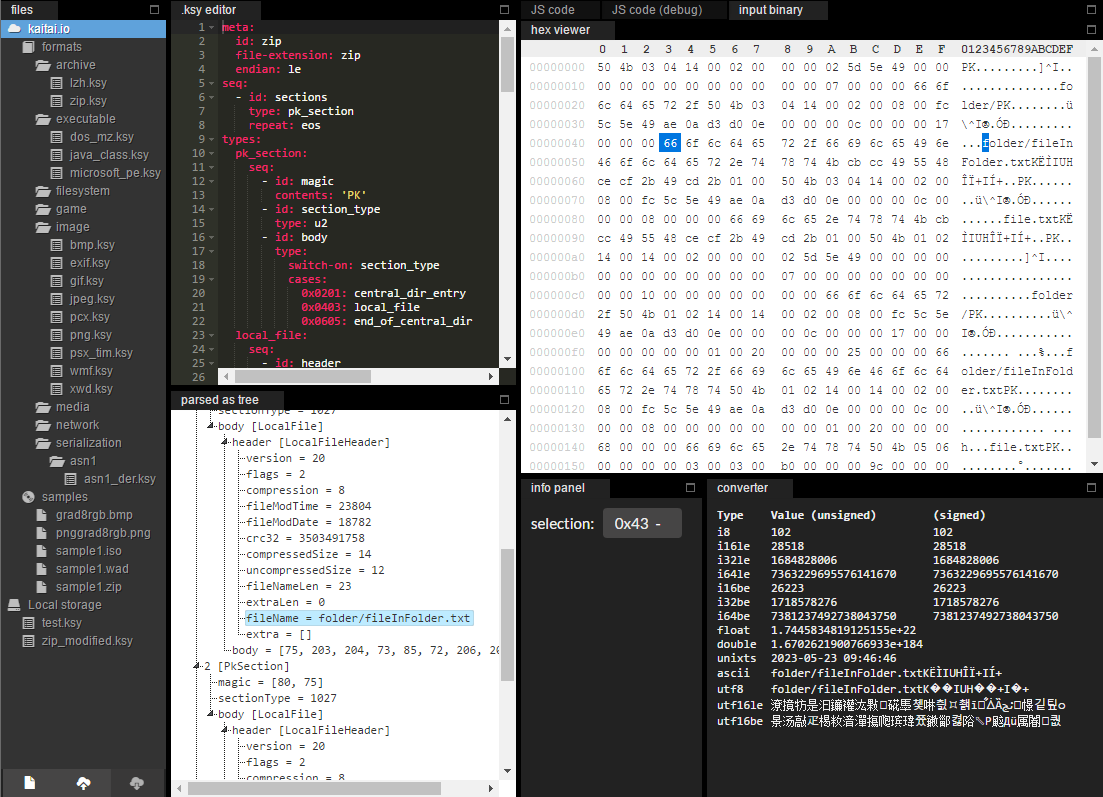 files
kaitai.io
formats
archive
lzh.ksy
zip.ksy
executable
dos_mz.ksy
java_class.ksy
microsoft_pe.ksy
filesystem
game
image
bmp.ksy
exif.ksy
gif.ksy
jpeg.ksy
pcx.ksy
png.ksy
psx_tim.ksy
wmf.ksy
xwd.ksy
media
network
serialization
asn1
asn1_der.ksy
samples
grad8rgb.bmp
pnggrad8rgb.png
sample1.iso
sample1.wad
sample1.zip
Local storage
test.ksy
zip_modified.ksy
.ksy editor
1 meta:
2 id: zip
3 file-extension: zip
4 endian: le
5 seq:
6 - id: sections
7 type: pk_section
8 repeat: eos
9 types:
10 pk_section:
11 seq:
12 - id: magic
13 contents: 'PK'
14 - id: section_type
15 type: u2
16 - id: body
17 type:
18 switch-on: section_type
19 cases:
20 0x0201: central_dir_entry
21 0x0403: local_file
22 0x0605: end_of_central_dir
23 local_file:
24 seq:
25 - id: header
26
parsed as tree
sectionType = 1027
body [LocalFile]
header [LocalFileHeader]
version = 20
flags = 2
compression = 8
fileModTime = 23804
fileModDate = 18782
crc32 = 3503491758
compressedSize = 14
uncompressedSize = 12
fileNameLen = 23
extraLen = 0
fileName = folder/fileInFolder.txt
extra = []
body = [75, 203, 204, 73, 85, 72, 206, 20
2 [PkSection]
magic = [80, 75]
sectionType = 1027
body [LocalFile]
header [LocalFileHeader]
version = 20
flags = 2
compression = 8
JS code JS code (debug) input binary
hex viewer
0 1 2 3 4 5 6 7 8 9 A B C D E F 0123456789ABCDEF
00000000 50 4b 03 04 14 00 02 00 00 00 02 5d 5e 49 00 00 PK.........]^I..
00000010 00 00 00 00 00 00 00 00 00 00 07 00 00 00 66 6f ..............fo
00000020 6c 64 65 72 2f 50 4b 03 04 14 00 02 00 08 00 fc lder/PK........ü
00000030 5c 5e 49 ae 0a d3 d0 0e 00 00 00 0c 00 00 00 17 \^I®.ÓÐ.........
00000040 00 00 00 66 6f 6c 64 65 72 2f 66 69 6c 65 49 6e ...folder/fileIn
00000050 46 6f 6c 64 65 72 2e 74 78 74 4b cb cc 49 55 48 Folder.txtKËÌIUH
00000060 ce cf 2b 49 cd 2b 01 00 50 4b 03 04 14 00 02 00 ÎÏ+IÍ+..PK......
00000070 08 00 fc 5c 5e 49 ae 0a d3 d0 0e 00 00 00 0c 00 ..ü\^I®.ÓÐ......
00000080 00 00 08 00 00 00 66 69 6c 65 2e 74 78 74 4b cb ......file.txtKË
00000090 cc 49 55 48 ce cf 2b 49 cd 2b 01 00 50 4b 01 02 ÌIUHÎÏ+IÍ+..PK..
000000a0 14 00 14 00 02 00 00 00 02 5d 5e 49 00 00 00 00 .........]^I....
000000b0 00 00 00 00 00 00 00 00 07 00 00 00 00 00 00 00 ................
000000c0 00 00 10 00 00 00 00 00 00 00 66 6f 6c 64 65 72 ..........folder
000000d0 2f 50 4b 01 02 14 00 14 00 02 00 08 00 fc 5c 5e /PK..........ü\^
000000e0 49 ae 0a d3 d0 0e 00 00 00 0c 00 00 00 17 00 00 I®.ÓÐ...........
000000f0 00 00 00 00 00 01 00 20 00 00 00 25 00 00 00 66 ....... ...%...f
00000100 6f 6c 64 65 72 2f 66 69 6c 65 49 6e 46 6f 6c 64 older/fileInFold
00000110 65 72 2e 74 78 74 50 4b 01 02 14 00 14 00 02 00 er.txtPK........
00000120 08 00 fc 5c 5e 49 ae 0a d3 d0 0e 00 00 00 0c 00 ..ü\^I®.ÓÐ......
00000130 00 00 08 00 00 00 00 00 00 00 01 00 20 00 00 00 ............ ...
00000140 68 00 00 00 66 69 6c 65 2e 74 78 74 50 4b 05 06 h...file.txtPK..
00000150 00 00 00 00 03 00 03 00 b0 00 00 00 9c 00 00 00 ........°.......
info panel
selection: 0x43 -
converter
Type Value (unsigned) (signed)
i8 102 102
i16le 28518 28518
i32le 1684828006 1684828006
i64le 7363229695576141670 7363229695576141670
i16be 26223 26223
i32be 1718578276 1718578276
i64be 7381237492738043750 7381237492738043750
float 1.7445834819125155e+22
double 1.6702621900766933e+184
unixts 2023-05-23 09:46:46
ascii folder/fileInFolder.txtKËÌIUHÎÏ+IÍ+
utf8 folder/fileInFolder.txtK��IUH��+I�+
utf16le
utf16be